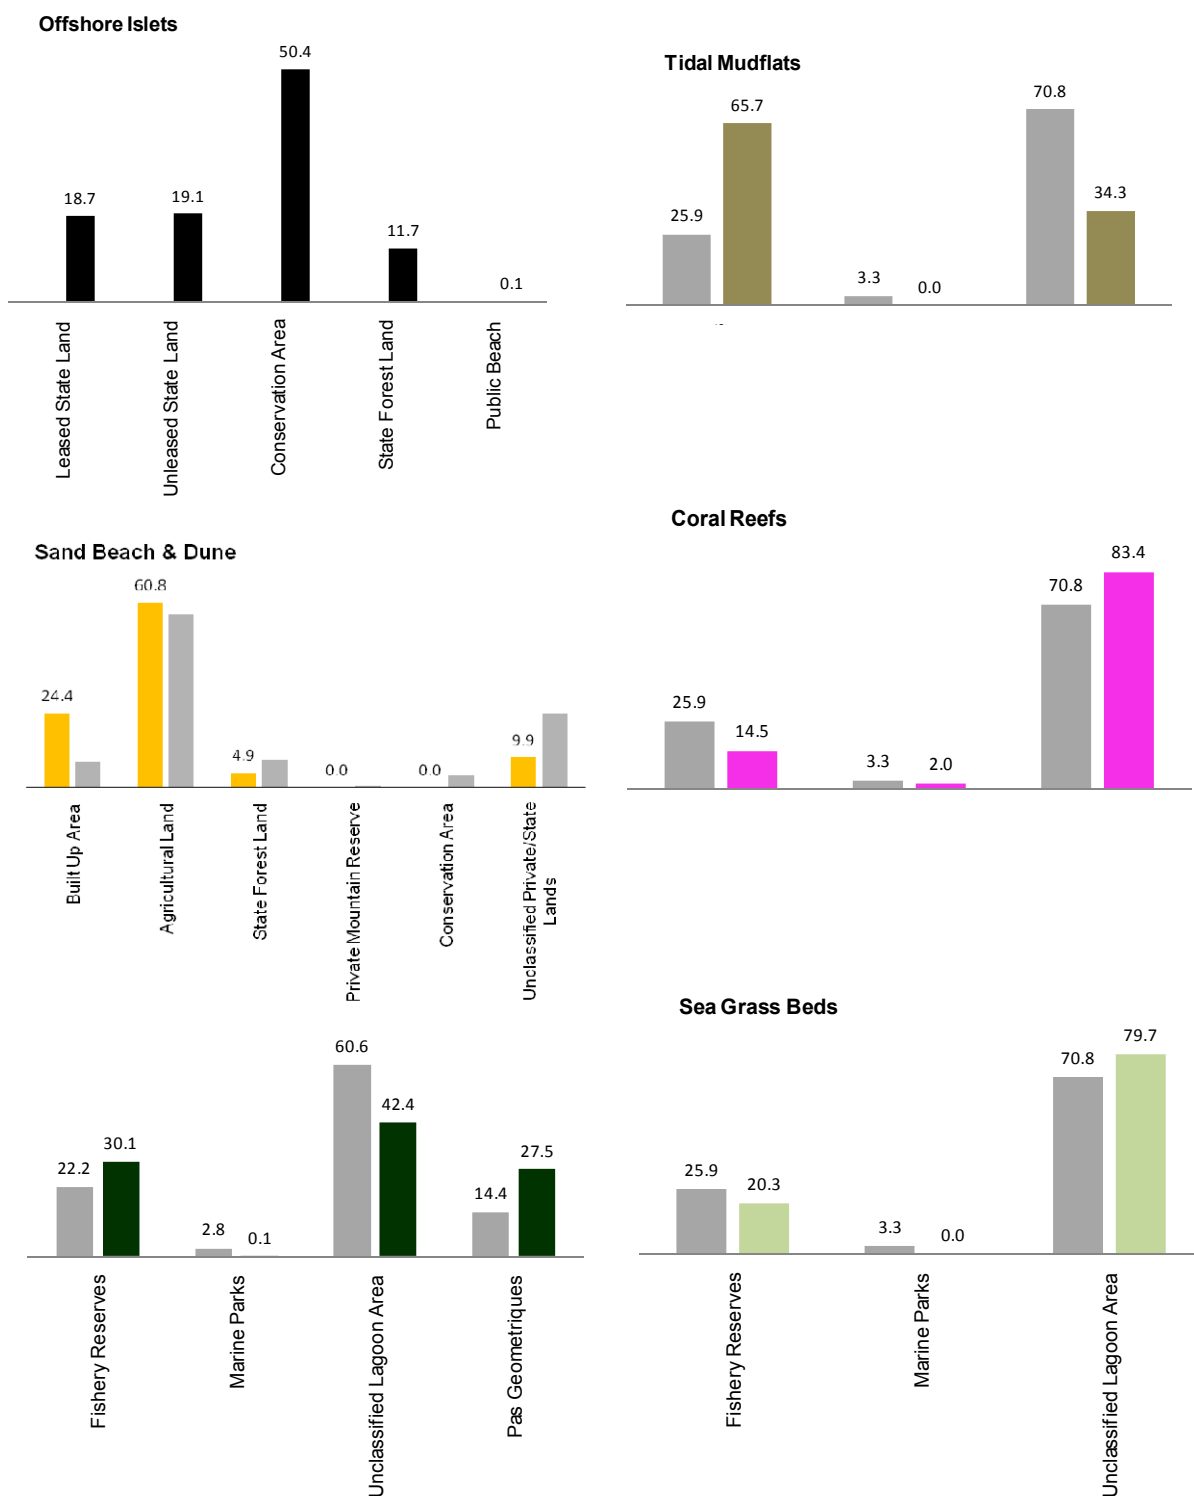 Offshore Islets
50.4
18.7
19.1
11.7
0.1
Leased State Land
Unleased State Land
Conservation Area
State Forest Land
Public Beach
Tidal Mudflats
65.7
70.8
25.9
34.3
3.3
0.0
Sand Beach & Dune
60.8
24.4
4.9
0.0
0.0
9.9
Built Up Area
Agricultural Land
State Forest Land
Private Mountain Reserve
Conservation Area
Unclassified Private/State
Lands
Coral Reefs
83.4
70.8
25.9
14.5
3.3
2.0
60.6
42.4
22.2
30.1
2.8
0.1
14.4
27.5
Fishery Reserves
Marine Parks
Unclassified Lagoon Area
Pas Geometriques
Sea Grass Beds
70.8
79.7
25.9
20.3
3.3
0.0
Fishery Reserves
Marine Parks
Unclassified Lagoon Area